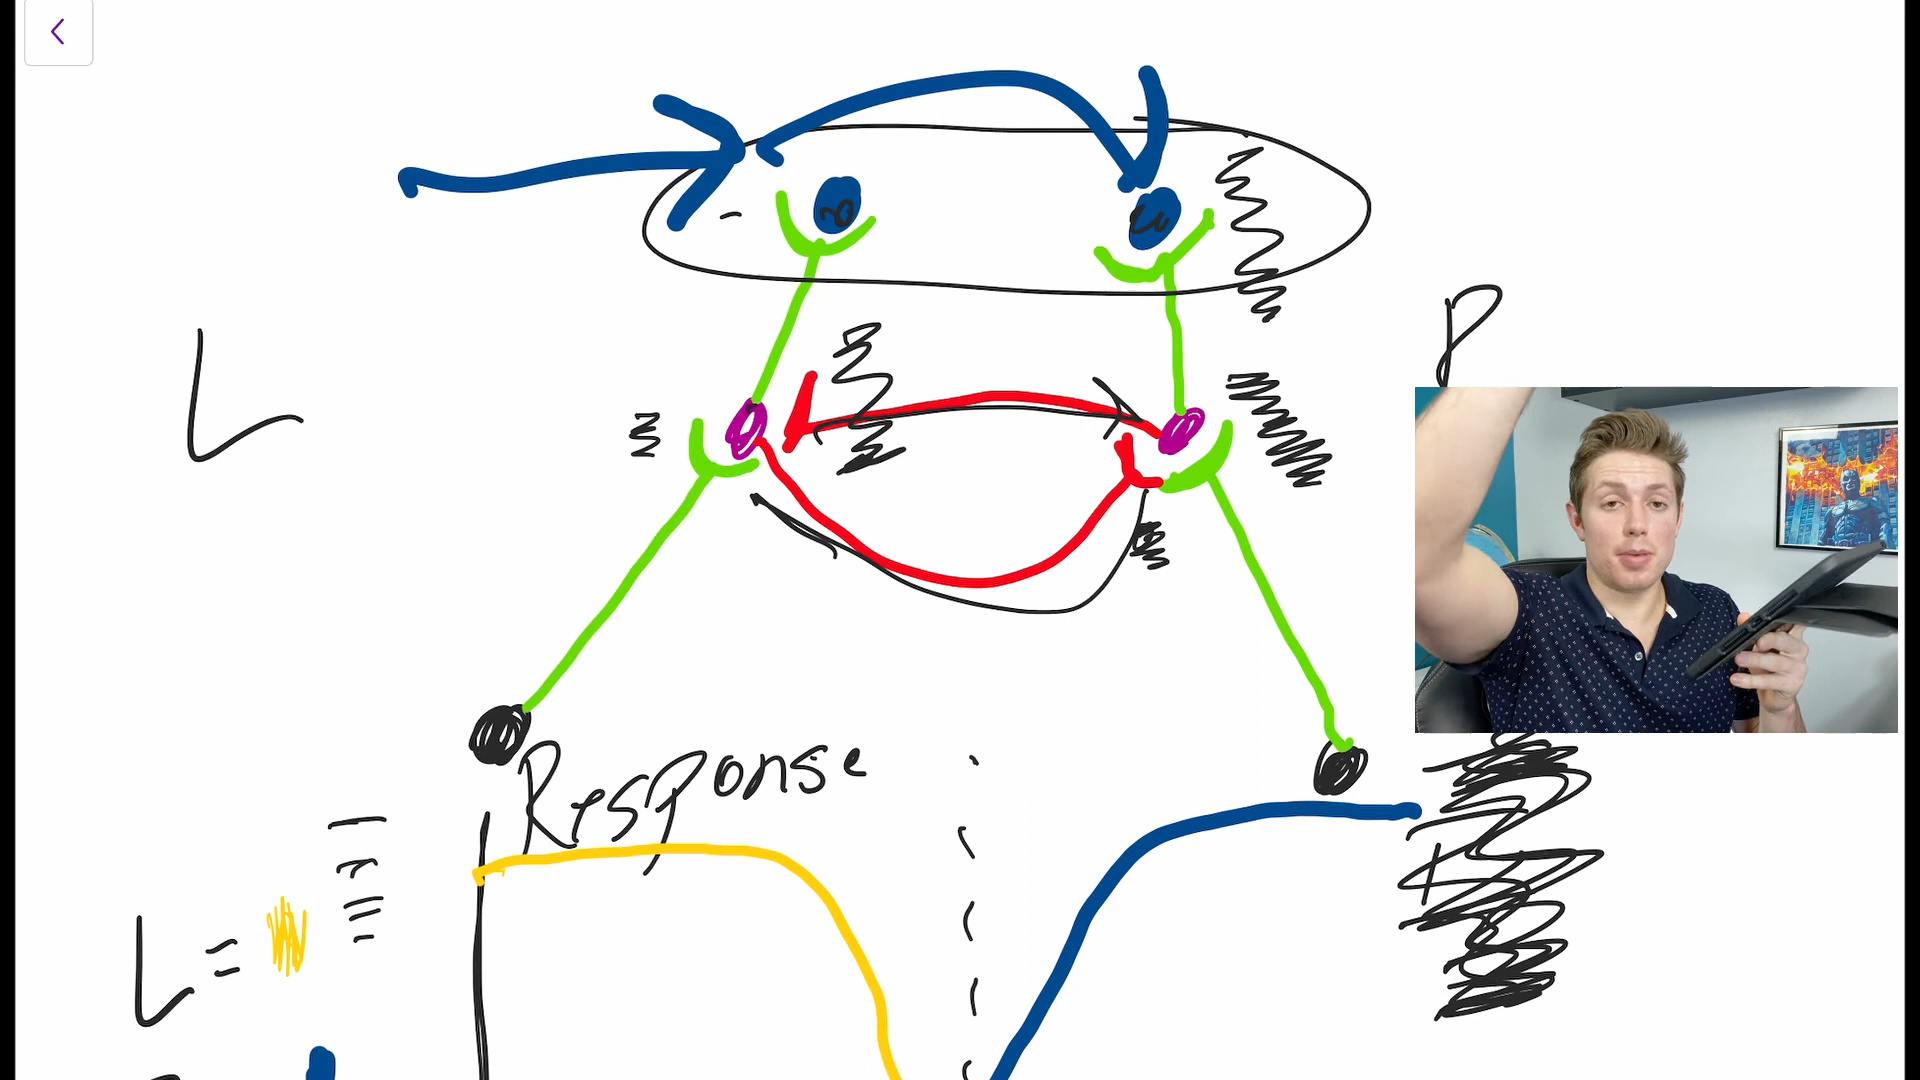 L
R
Response
L =